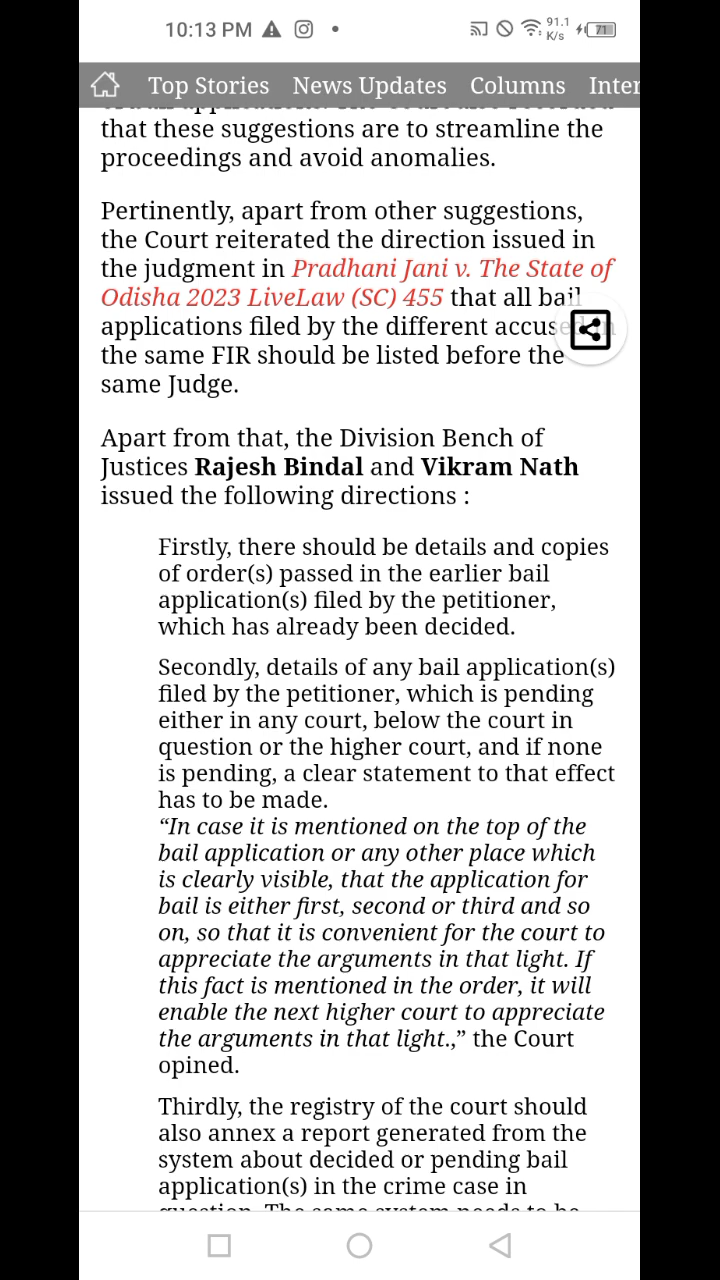 10:13 PM
91.1
K/s
71
Top Stories News Updates Columns Inter
that these suggestions are to streamline the
proceedings and avoid anomalies.
Pertinently, apart from other suggestions,
the Court reiterated the direction issued in
the judgment in Pradhani Jani v. The State of
Odisha 2023 LiveLaw (SC) 455 that all bail
applications filed by the different accused in
the same FIR should be listed before the
same Judge.
Apart from that, the Division Bench of
Justices Rajesh Bindal and Vikram Nath
issued the following directions :
Firstly, there should be details and copies
of order(s) passed in the earlier bail
application(s) filed by the petitioner,
which has already been decided.
Secondly, details of any bail application(s)
filed by the petitioner, which is pending
either in any court, below the court in
question or the higher court, and if none
is pending, a clear statement to that effect
has to be made.
“In case it is mentioned on the top of the
bail application or any other place which
is clearly visible, that the application for
bail is either first, second or third and so
on, so that it is convenient for the court to
appreciate the arguments in that light. If
this fact is mentioned in the order, it will
enable the next higher court to appreciate
the arguments in that light.,” the Court
opined.
Thirdly, the registry of the court should
also annex a report generated from the
system about decided or pending bail
application(s) in the crime case in
question. The same system needs to be